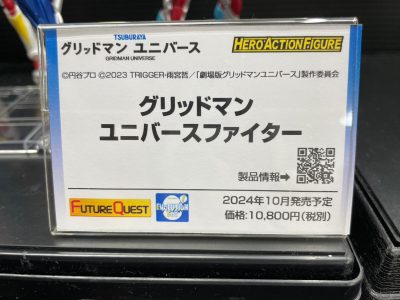 TSUBURAYA
グリッドマン ユニバース
GRIDMAN UNIVERSE
HERO ACTION FIGURE
©円谷プロ ©2023 TRIGGER・雨宮哲/「劇場版グリッドマンユニバース」製作委員会
グリッドマン
ユニバースファイター
製品情報→
FUTURE QUEST
EVOLUTION
2024年10月発売予定
価格:10,800円(税別)